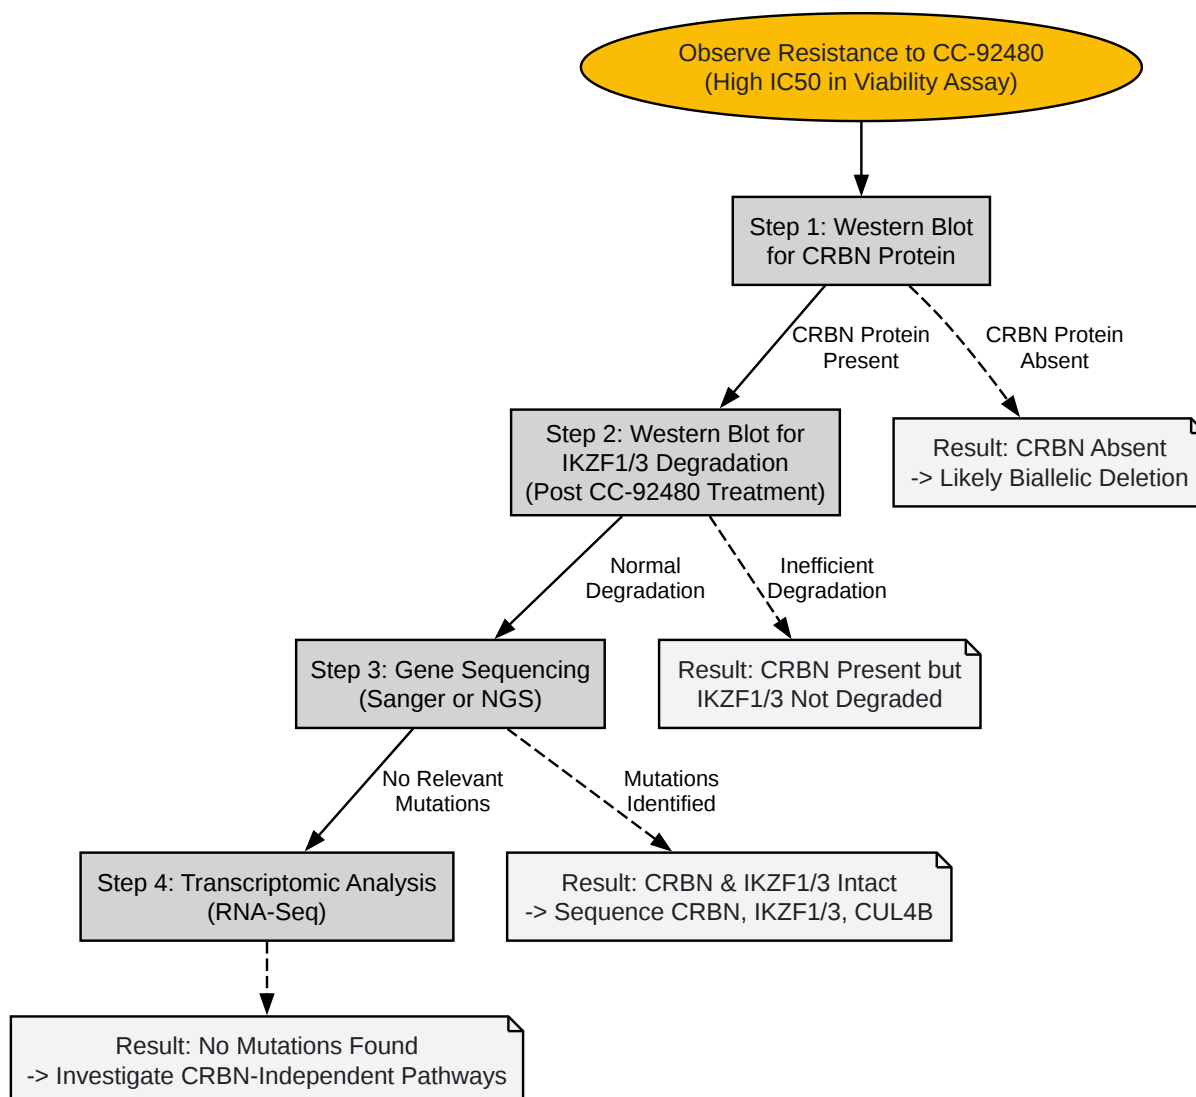 Observe Resistance to CC-92480
(High IC50 in Viability Assay)
Step 1: Western Blot
for CRBN Protein
CRBN Protein
Present
CRBN Protein
Absent
Step 2: Western Blot for
IKZF1/3 Degradation
(Post CC-92480 Treatment)
Result: CRBN Absent
-> Likely Biallelic Deletion
Normal
Degradation
Inefficient
Degradation
Step 3: Gene Sequencing
(Sanger or NGS)
Result: CRBN Present but
IKZF1/3 Not Degraded
No Relevant
Mutations
Mutations
Identified
Step 4: Transcriptomic Analysis
(RNA-Seq)
Result: CRBN & IKZF1/3 Intact
-> Sequence CRBN, IKZF1/3, CUL4B
Result: No Mutations Found
-> Investigate CRBN-Independent Pathways